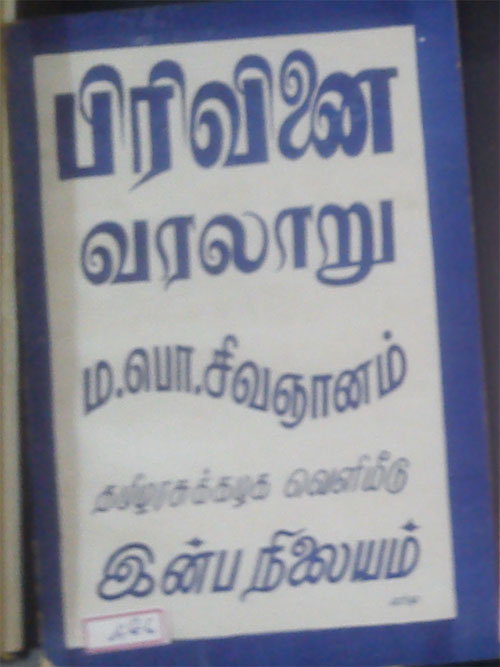 பிரிவினை
வரலாறு
ம.பொ.சிவஞானம்
தமிழரசுக்கழக வெளியீடு
இன்ப நிலையம்